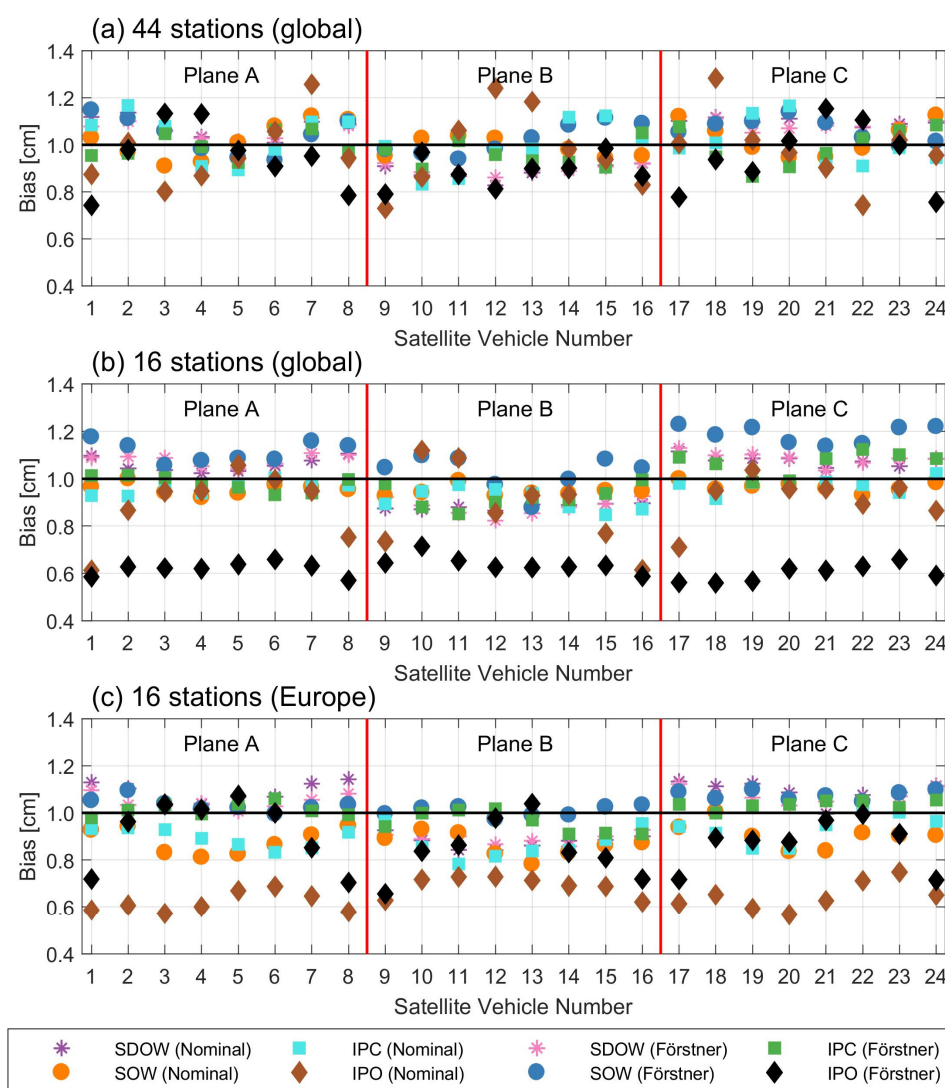 (a) 44 stations (global)
1.4
1.2
1.0
0.8
0.6
0.4
Bias [cm]
Plane A
Plane B
Plane C
1 2 3 4 5 6 7 8 9 10 11 12 13 14 15 16 17 18 19 20 21 22 23 24
Satellite Vehicle Number
(b) 16 stations (global)
1.4
1.2
1.0
0.8
0.6
0.4
Bias [cm]
Plane A
Plane B
Plane C
1 2 3 4 5 6 7 8 9 10 11 12 13 14 15 16 17 18 19 20 21 22 23 24
Satellite Vehicle Number
(c) 16 stations (Europe)
1.4
1.2
1.0
0.8
0.6
0.4
Bias [cm]
Plane A
Plane B
Plane C
1 2 3 4 5 6 7 8 9 10 11 12 13 14 15 16 17 18 19 20 21 22 23 24
Satellite Vehicle Number
SDOW (Nominal) IPC (Nominal) SDOW (Förstner) IPC (Förstner)
SOW (Nominal) IPO (Nominal) SOW (Förstner) IPO (Förstner)